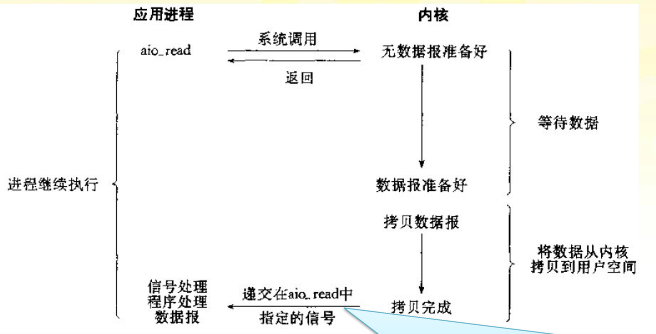 应用进程
内核
aio_read
系统调用
无数据报准备好
返回
等待数据
进程继续执行
数据报准备好
拷贝数据报
将数据从内核
拷贝到用户空间
信号处理
程序处理
数据报
递交在aio_read中
指定的信号
拷贝完成